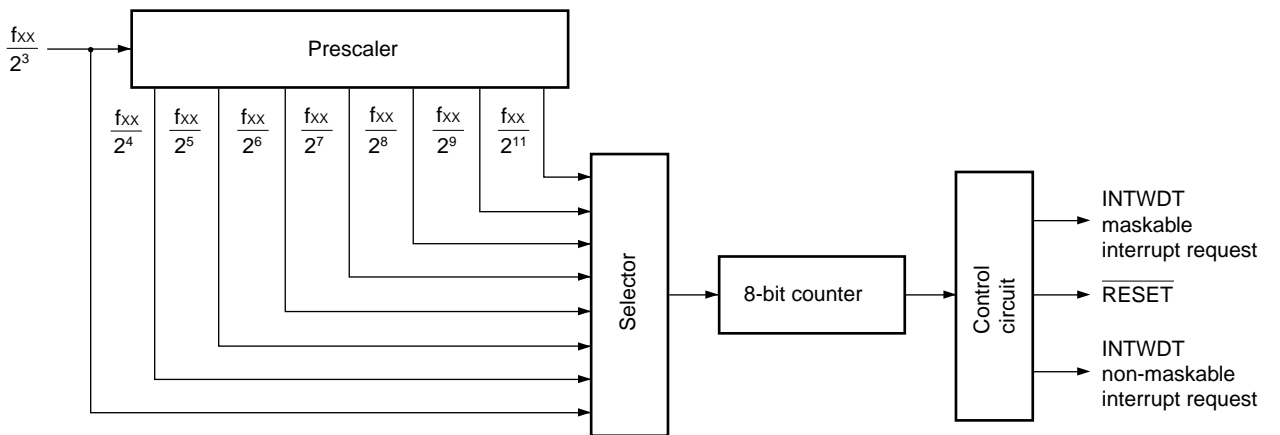 fXX
2³
Prescaler
fXX
2⁴
fXX
2⁵
fXX
2⁶
fXX
2⁷
fXX
2⁸
fXX
2⁹
fXX
2¹¹
Selector
8-bit counter
Control
circuit
INTWDT
maskable
interrupt request
R̅E̅S̅E̅T̅
INTWDT
non-maskable
interrupt request